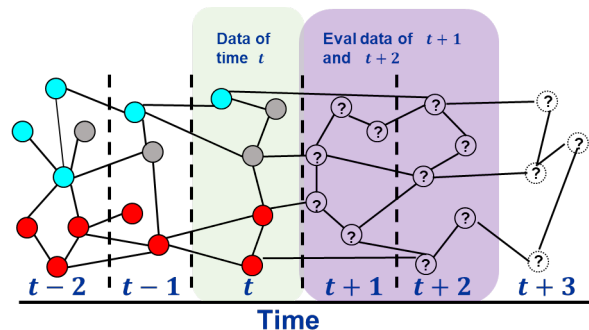 Data of
time t
Eval data of t + 1
and t + 2
?
?
?
?
?
?
?
?
?
?
?
?
?
?
t − 2
t − 1
t
t + 1
t + 2
t + 3
Time